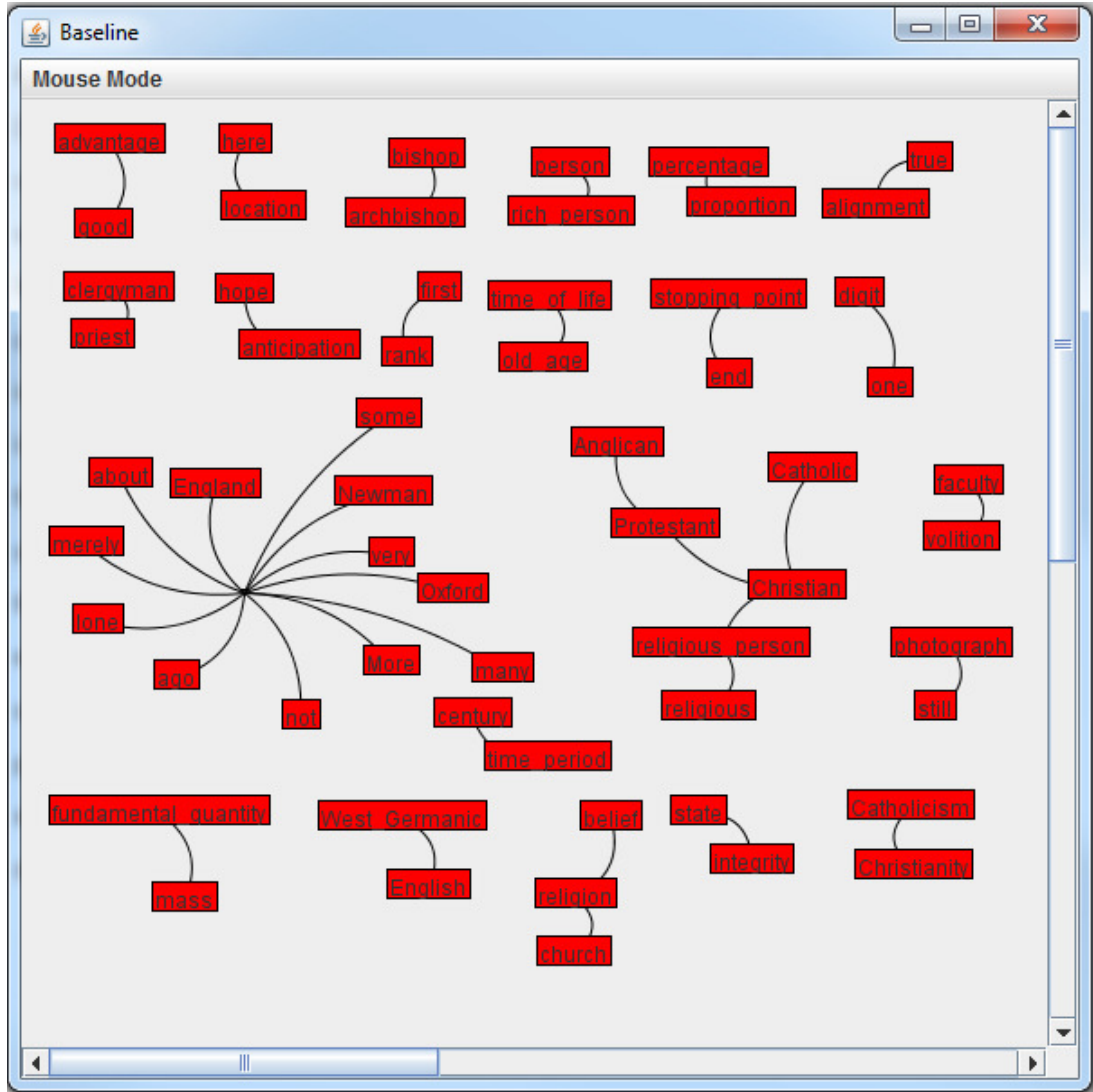 Baseline
Mouse Mode
advantage
here
bishop
person
percentage
true
good
location
archbishop
rich_person
proportion
alignment
clergyman
hope
first
time_of_life
stopping_point
digit
priest
anticipation
rank
old_age
end
one
some
Anglican
Catholic
about
England
Newman
faculty
merely
Protestant
volition
very
Oxford
Christian
lone
religious_person
photograph
ago
More
many
religious
still
not
century
time_period
fundamental_quantity
West_Germanic
belief
state
Catholicism
integrity
Christianity
mass
English
religion
church